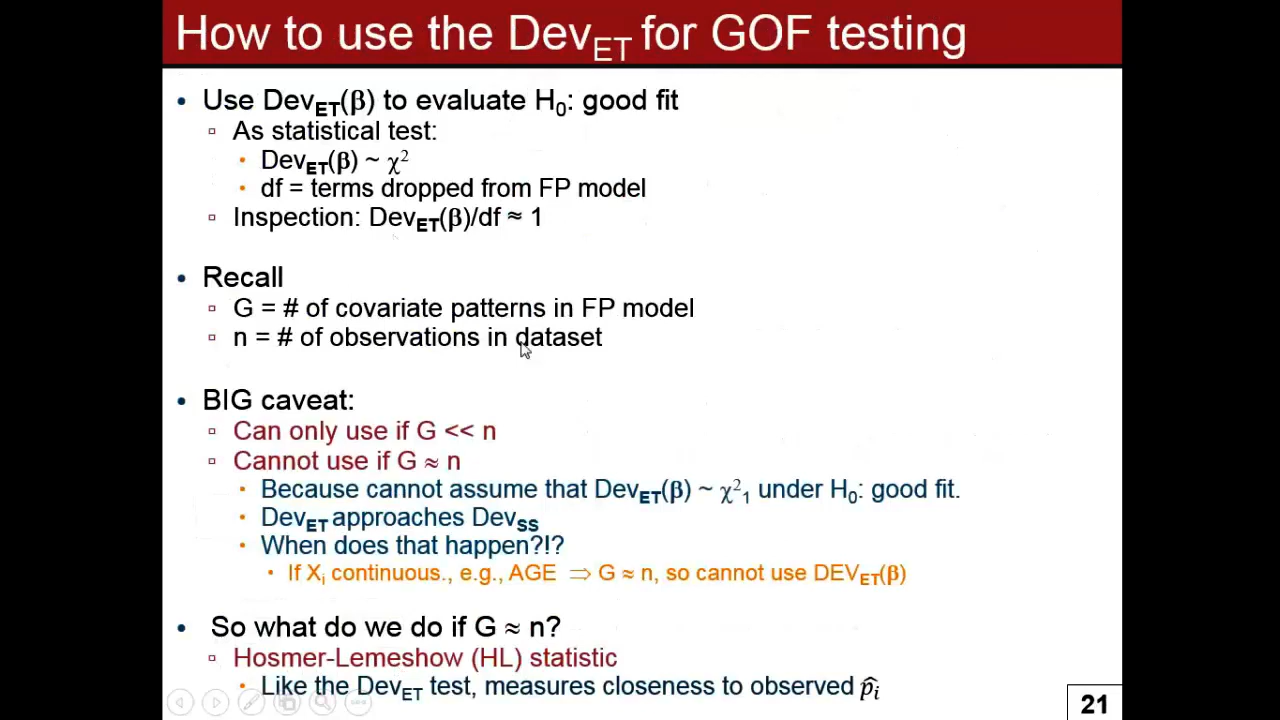 How to use the DevET for GOF testing
• Use DevET(β) to evaluate H0: good fit
▫ As statistical test:
• DevET(β) ~ χ²
• df = terms dropped from FP model
▫ Inspection: DevET(β)/df ≈ 1
• Recall
▫ G = # of covariate patterns in FP model
▫ n = # of observations in dataset
• BIG caveat:
▫ Can only use if G << n
▫ Cannot use if G ≈ n
• Because cannot assume that DevET(β) ~ χ²1 under H0: good fit.
• DevET approaches DevSS
• When does that happen?!?
• If Xi continuous., e.g., AGE ⇒ G ≈ n, so cannot use DEVET(β)
• So what do we do if G ≈ n?
▫ Hosmer-Lemeshow (HL) statistic
• Like the DevET test, measures closeness to observed p̂i
21